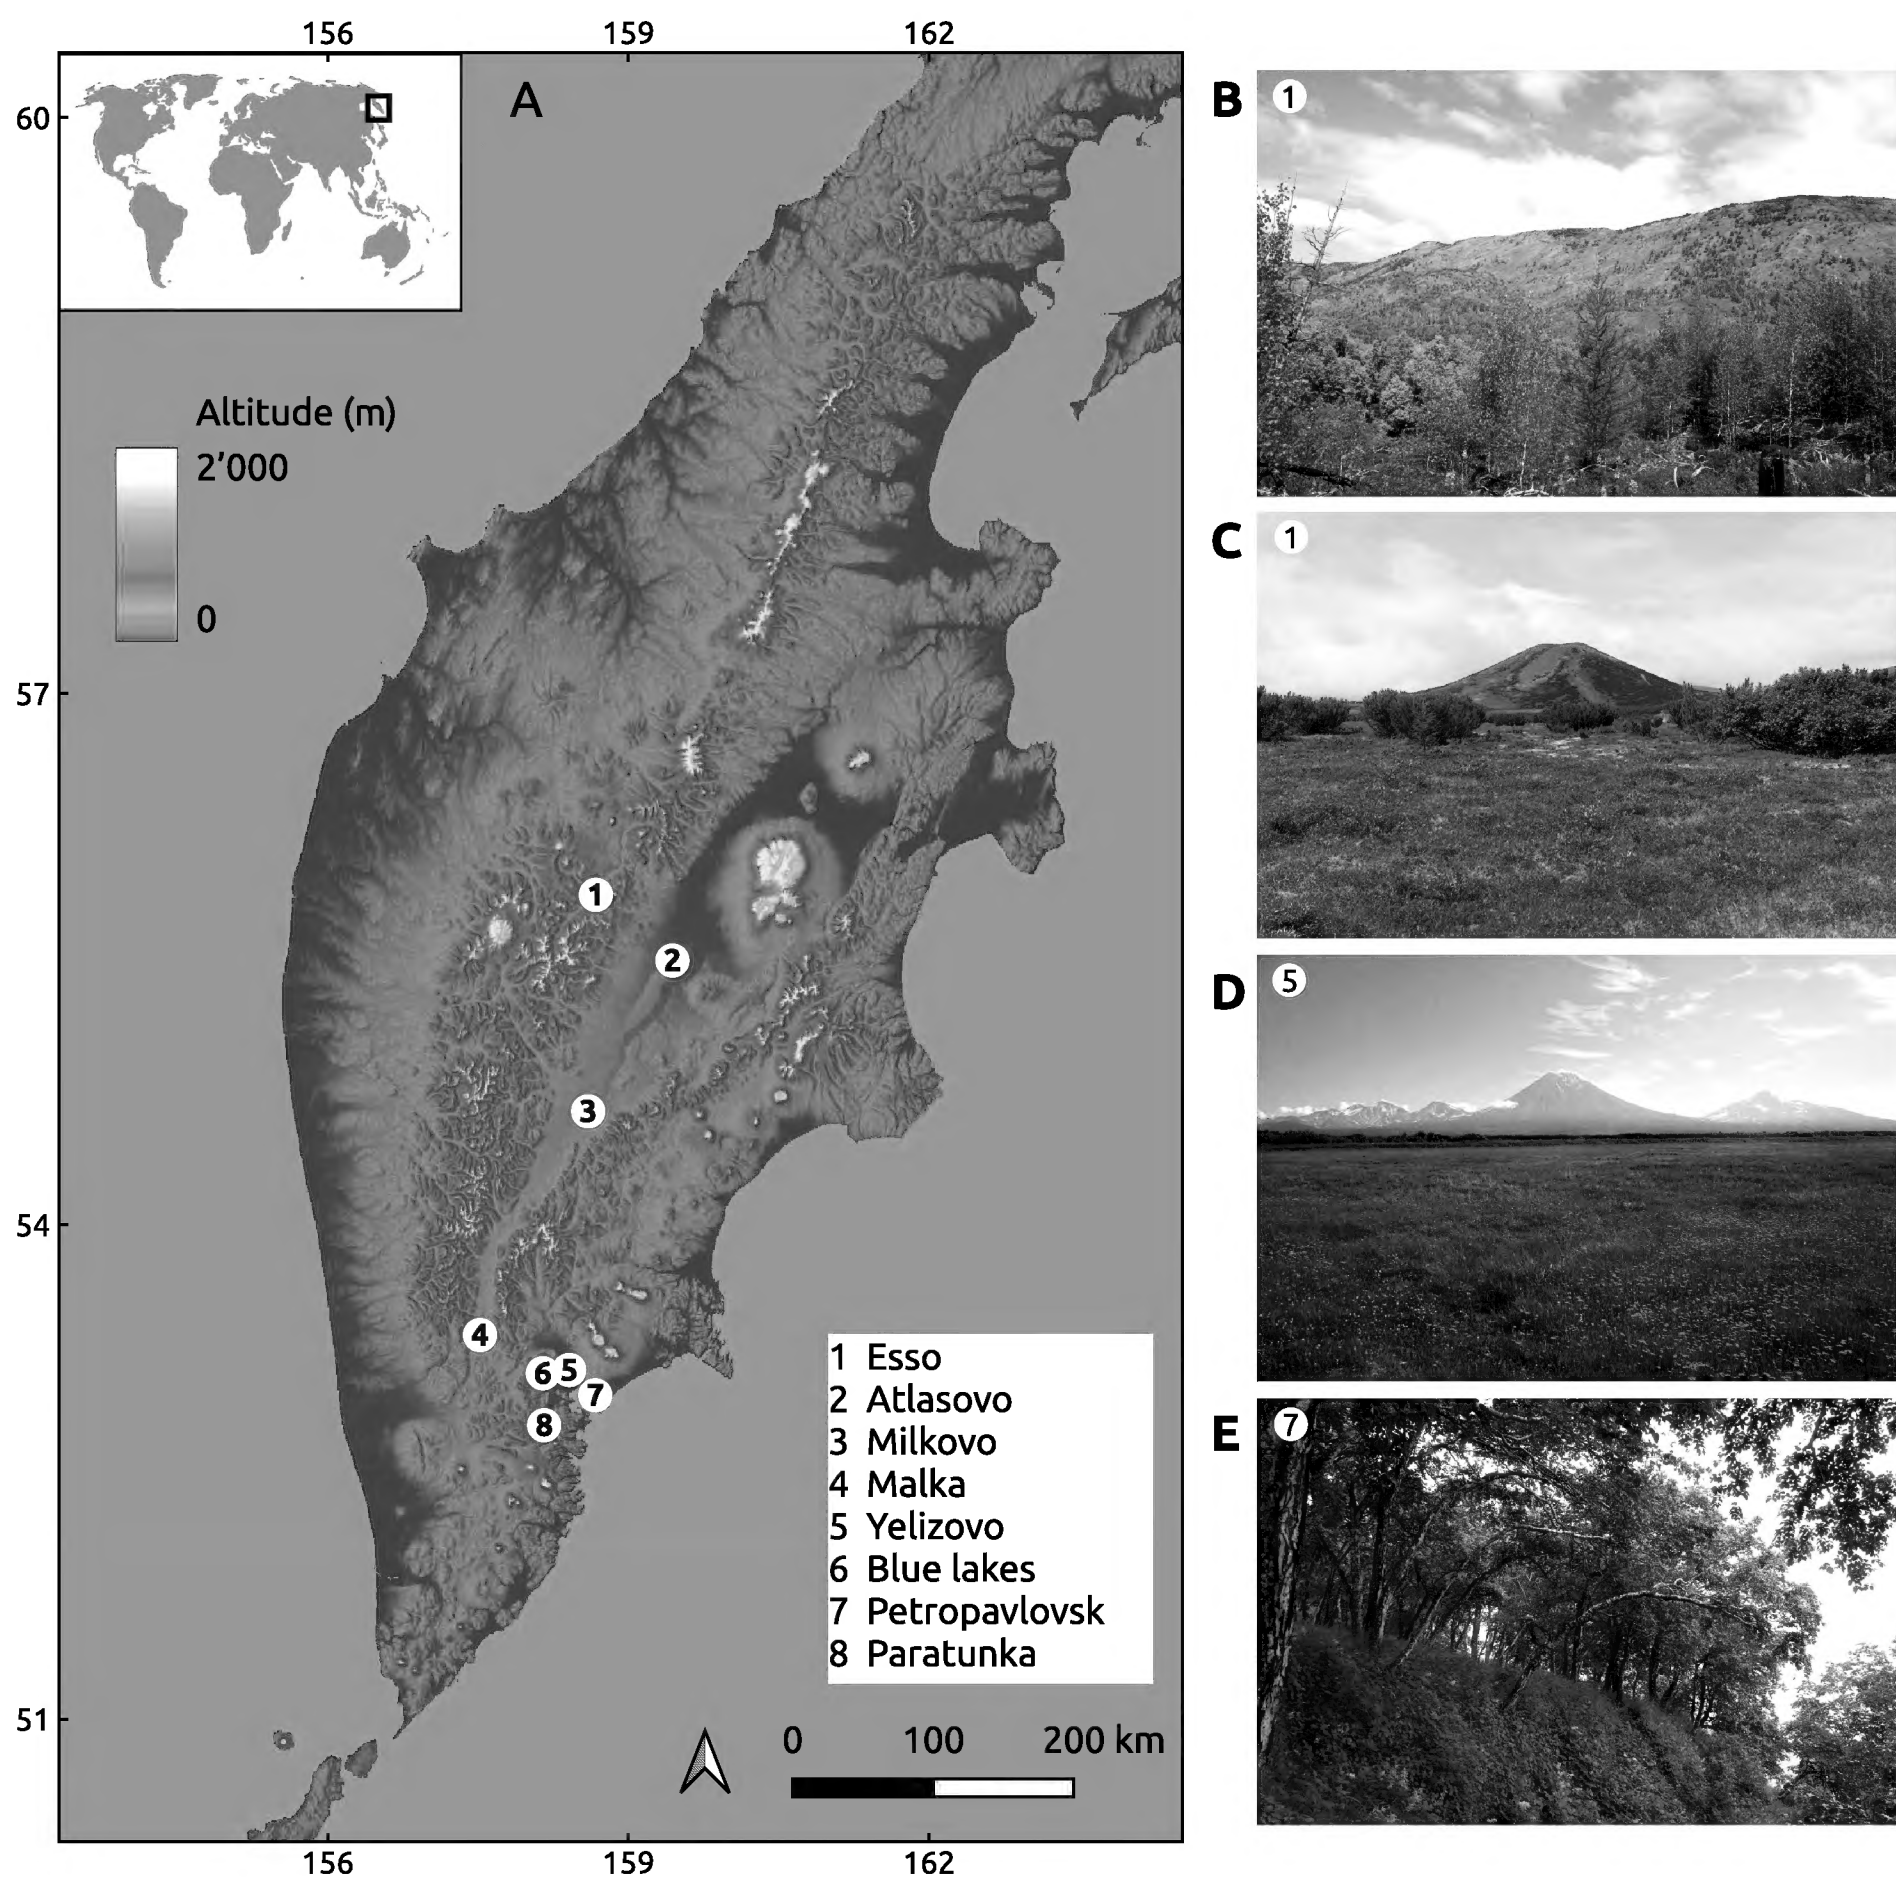 156 159 162
A
60
57
54
51
Altitude (m)
2’000
0
1
2
3
4
6 5
7
8
1 Esso
2 Atlasovo
3 Milkovo
4 Malka
5 Yelizovo
6 Blue lakes
7 Petropavlovsk
8 Paratunka
0 100 200 km
156 159 162
B 1
C 1
D 5
E 7